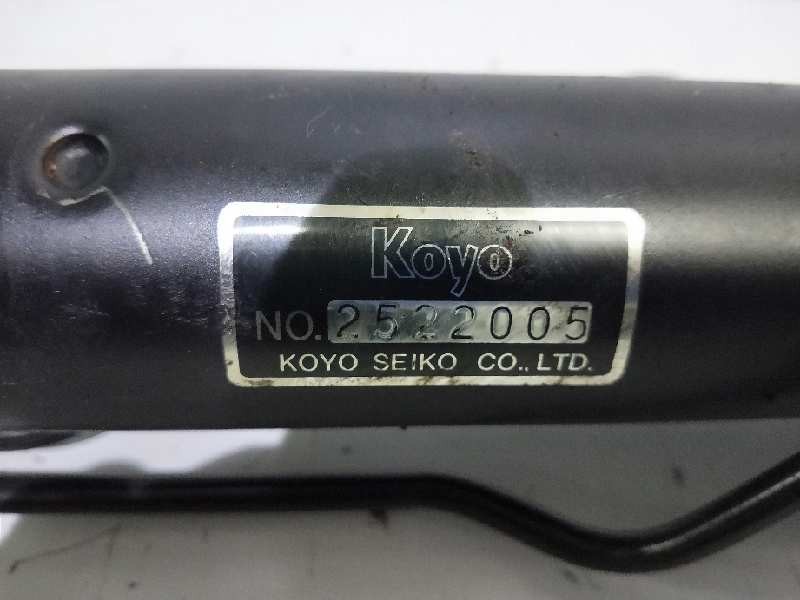 Koyo
NO. 2522005
KOYO SEIKO CO., LTD.